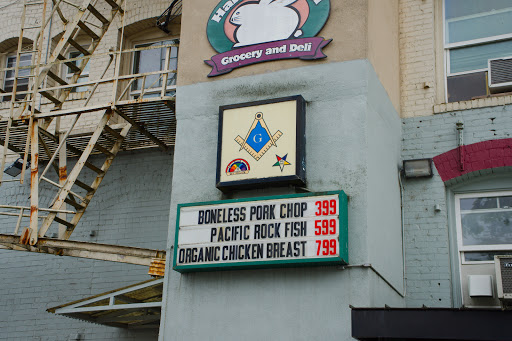 Grocery and Deli
G
BONELESS PORK CHOP 399
PACIFIC ROCK FISH 599
ORGANIC CHICKEN BREAST 799